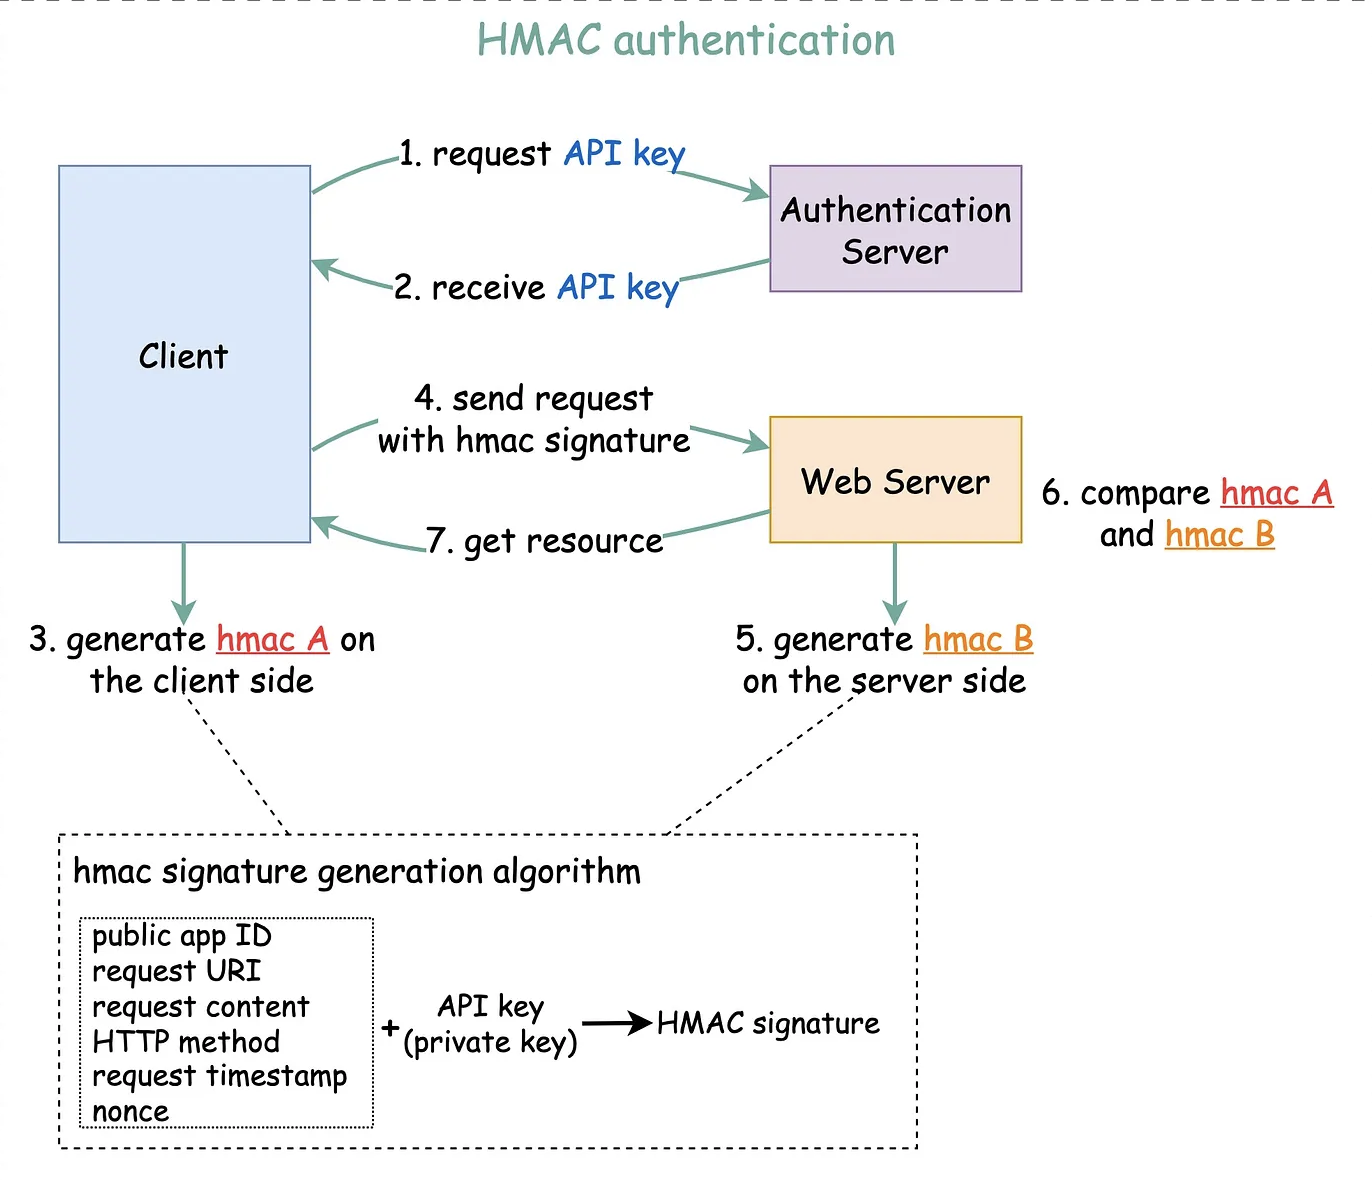 HMAC authentication
1. request API key
Authentication
Server
2. receive API key
Client
4. send request
with hmac signature
Web Server
6. compare hmac A
and hmac B
7. get resource
3. generate hmac A on
the client side
5. generate hmac B
on the server side
hmac signature generation algorithm
public app ID
request URI
request content
HTTP method
request timestamp
nonce
+
API key
(private key)
HMAC signature